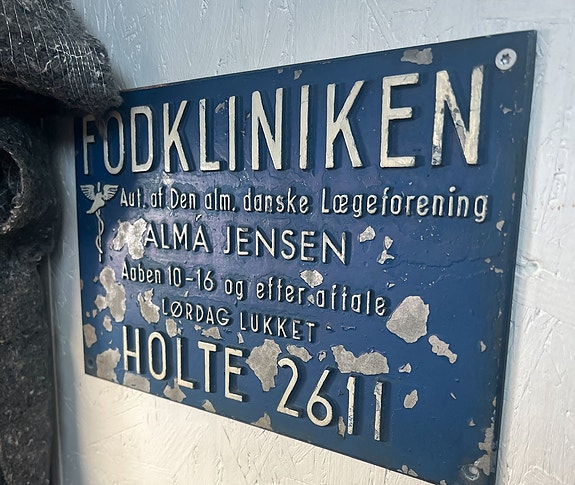 FODKLINIKEN
Aut. af Den alm. danske Lægeforening
ALMA JENSEN
Aaben 10-16 og efter aftale
LØRDAG LUKKET
HOLTE 2611